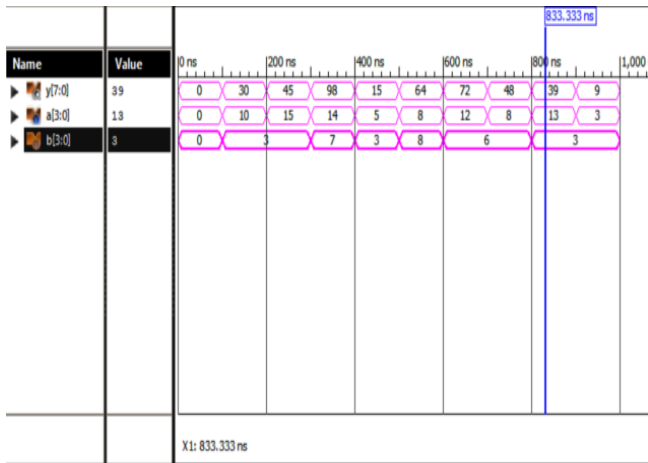 833.333 ns
Name Value 0 ns 200 ns 400 ns 600 ns 800 ns 1,000
y[7:0] 39 0 30 45 98 15 64 72 48 39 9
a[3:0] 13 0 10 15 14 5 8 12 8 13 3
b[3:0] 3 0 3 7 3 8 6 3
X1: 833.333 ns